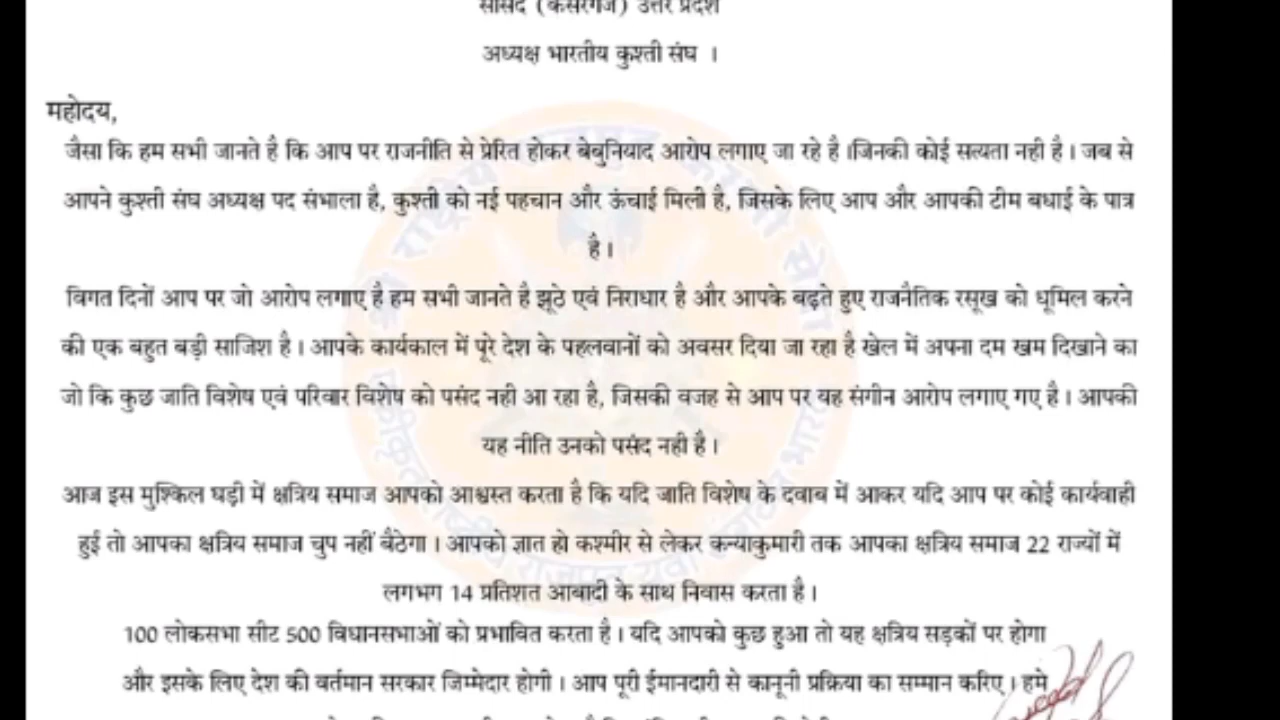 सांसद (कैसरगंज) उत्तर प्रदेश
अध्यक्ष भारतीय कुश्ती संघ ।
महोदय,
जैसा कि हम सभी जानते है कि आप पर राजनीति से प्रेरित होकर बेबुनियाद आरोप लगाए जा रहे है ।जिनकी कोई सत्यता नही है । जब से
आपने कुश्ती संघ अध्यक्ष पद संभाला है, कुश्ती को नई पहचान और ऊंचाई मिली है, जिसके लिए आप और आपकी टीम बधाई के पात्र
है ।
विगत दिनों आप पर जो आरोप लगाए है हम सभी जानते है झूठे एवं निराधार है और आपके बढ़ते हुए राजनैतिक रसूख को धूमिल करने
की एक बहुत बड़ी साजिश है । आपके कार्यकाल में पूरे देश के पहलवानों को अवसर दिया जा रहा है खेल में अपना दम खम दिखाने का
जो कि कुछ जाति विशेष एवं परिवार विशेष को पसंद नही आ रहा है, जिसकी वजह से आप पर यह संगीन आरोप लगाए गए है । आपकी
यह नीति उनको पसंद नही है ।
आज इस मुश्किल घड़ी में क्षत्रिय समाज आपको आश्वस्त करता है कि यदि जाति विशेष के दवाब में आकर यदि आप पर कोई कार्यवाही
हुई तो आपका क्षत्रिय समाज चुप नहीं बैठेगा । आपको ज्ञात हो कश्मीर से लेकर कन्याकुमारी तक आपका क्षत्रिय समाज 22 राज्यों में
लगभग 14 प्रतिशत आबादी के साथ निवास करता है ।
100 लोकसभा सीट 500 विधानसभाओं को प्रभावित करता है । यदि आपको कुछ हुआ तो यह क्षत्रिय सड़कों पर होगा
और इसके लिए देश की वर्तमान सरकार जिम्मेदार होगी । आप पूरी ईमानदारी से कानूनी प्रक्रिया का सम्मान करिए । हमे